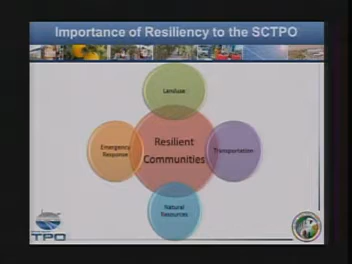 Importance of Resiliency to the SCTPO
Landuse
Emergency
Response
Resilient
Communities
Transportation
Natural
Resources
TPO